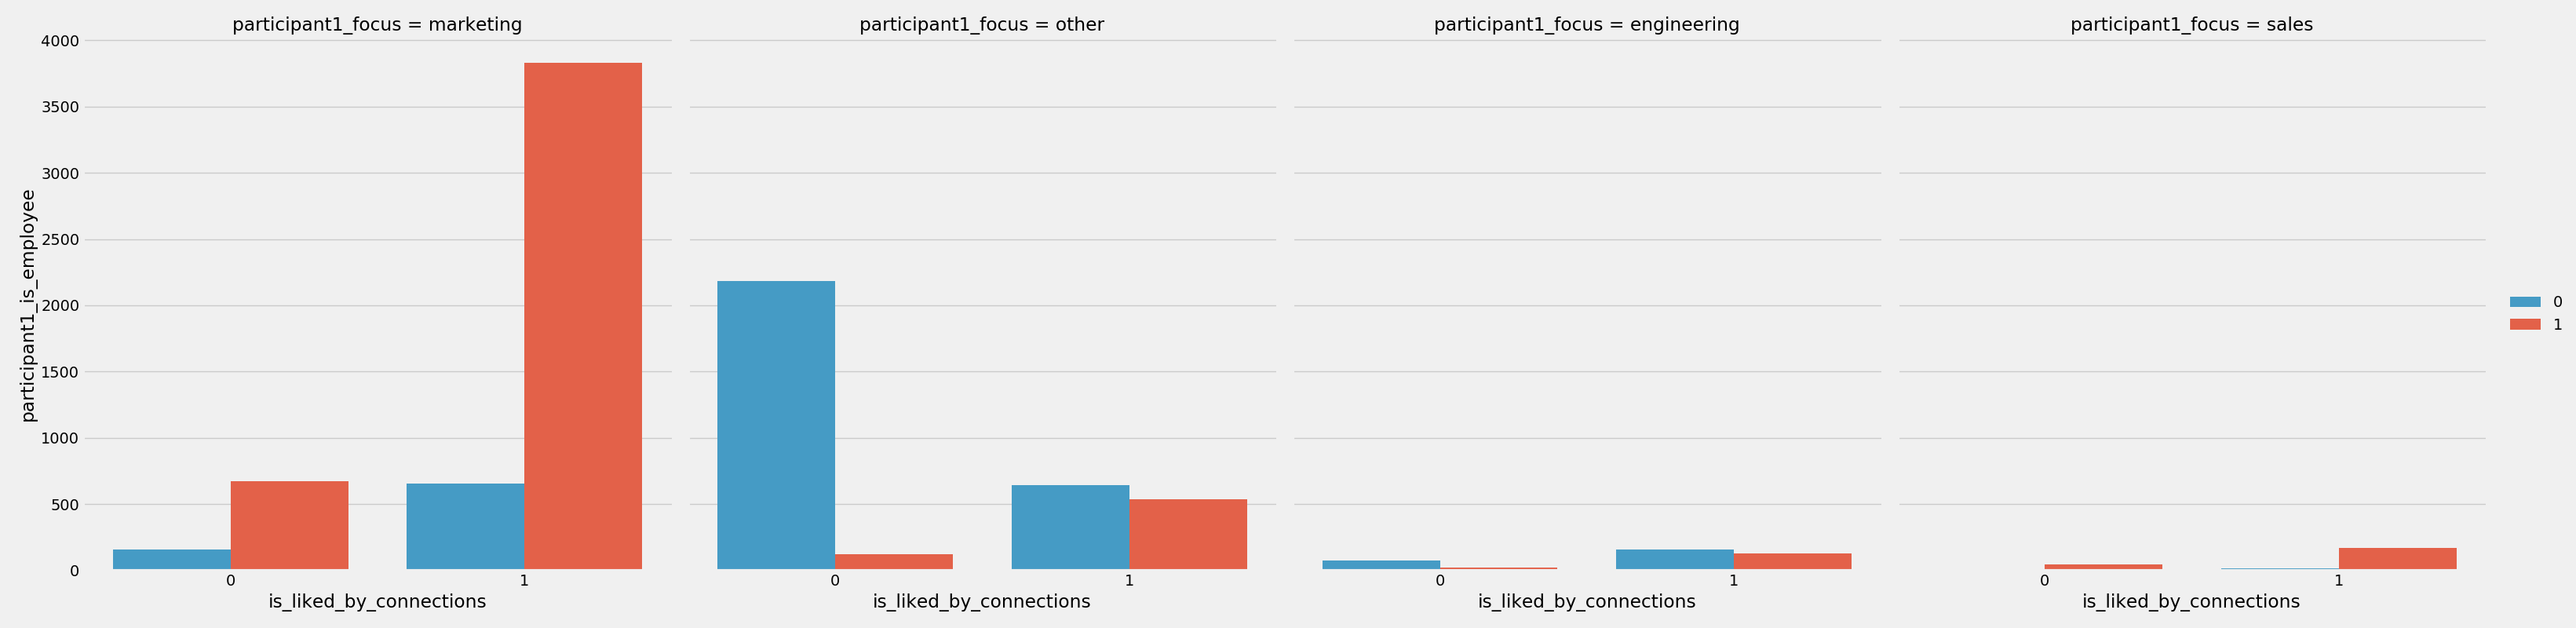 participant1_focus = marketing
participant1_focus = other
participant1_focus = engineering
participant1_focus = sales
participant1_is_employee
4000
3500
3000
2500
2000
1500
1000
500
0
0 1
0 1
0 1
0 1
is_liked_by_connections
is_liked_by_connections
is_liked_by_connections
is_liked_by_connections
0
1